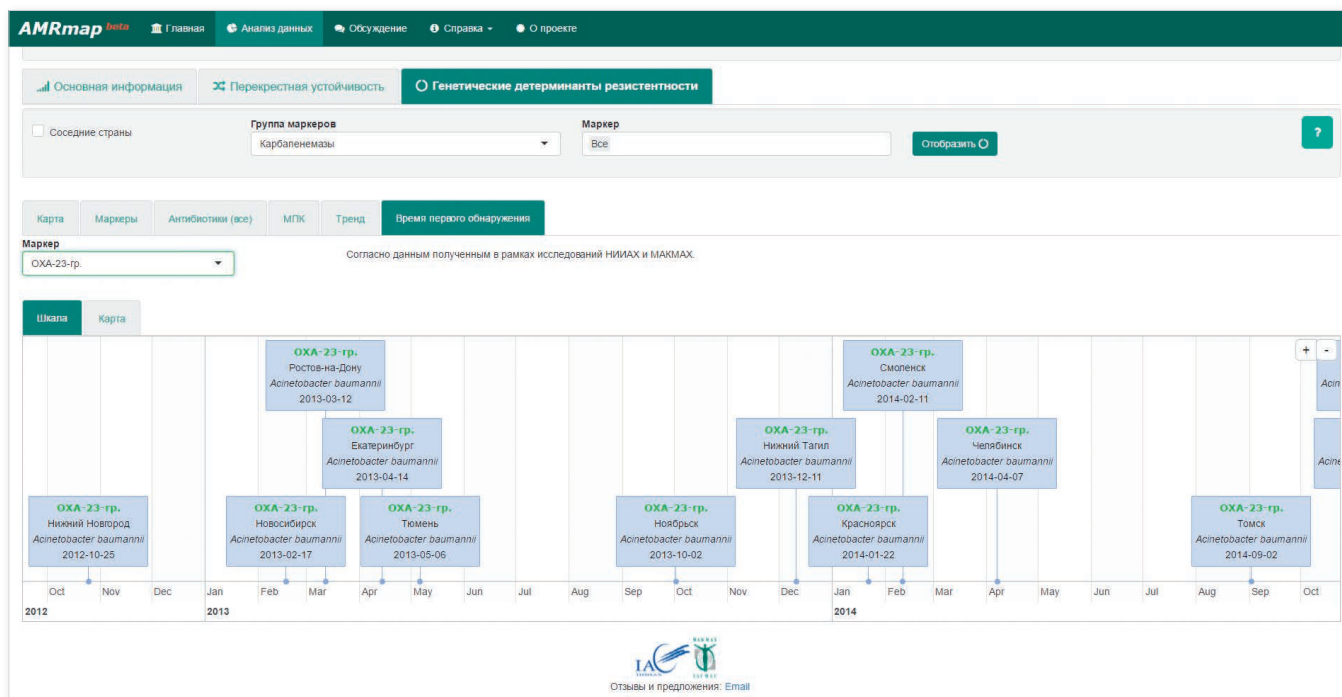 AMRmap beta Главная Анализ данных Обсуждение Справка О проекте
Основная информация Перекрестная устойчивость Генетические детерминанты резистентности
Соседние страны
Группа маркеров
Карбапенемазы
Маркер
Все
Отобразить
?
Карта Маркеры Антибиотики (все) МПК Тренд Время первого обнаружения
Маркер
OXA-23-гр.
Согласно данным полученным в рамках исследований НИИАХ и МАКМАХ.
Шкала Карта
+ -
OXA-23-гр.
Ростов-на-Дону
Acinetobacter baumannii
2013-03-12
OXA-23-гр.
Смоленск
Acinetobacter baumannii
2014-02-11
Acin
OXA-23-гр.
Екатеринбург
Acinetobacter baumannii
2013-04-14
OXA-23-гр.
Нижний Тагил
Acinetobacter baumannii
2013-12-11
OXA-23-гр.
Челябинск
Acinetobacter baumannii
2014-04-07
Acine
OXA-23-гр.
Нижний Новгород
Acinetobacter baumannii
2012-10-25
OXA-23-гр.
Новосибирск
Acinetobacter baumannii
2013-02-17
OXA-23-гр.
Тюмень
Acinetobacter baumannii
2013-05-06
OXA-23-гр.
Ноябрьск
Acinetobacter baumannii
2013-10-02
OXA-23-гр.
Красноярск
Acinetobacter baumannii
2014-01-22
OXA-23-гр.
Томск
Acinetobacter baumannii
2014-09-02
Oct Nov Dec Jan Feb Mar Apr May Jun Jul Aug Sep Oct Nov Dec Jan Feb Mar Apr May Jun Jul Aug Sep Oct
2012 2013 2014
IAC
Отзывы и предложения: Email